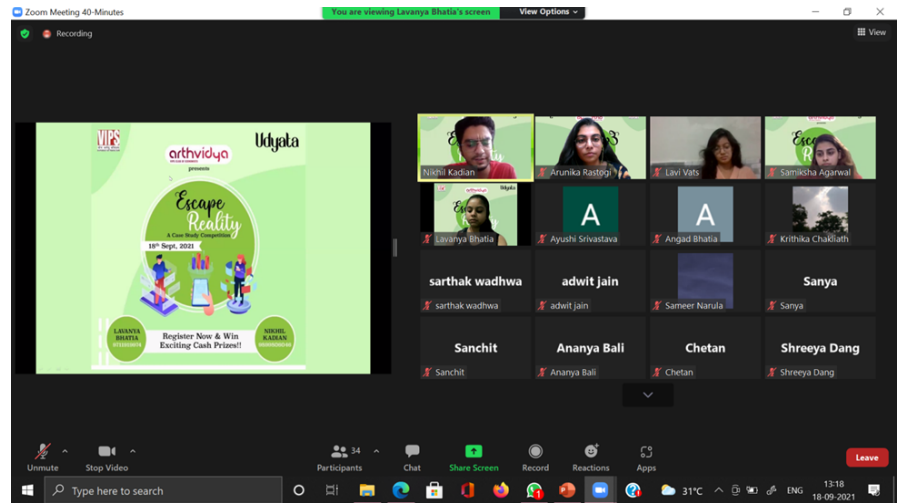 Zoom Meeting 40-Minutes
You are viewing Lavanya Bhatia's screen
View Options
Recording
View
VIPS
Udyata
arthvidya
presents
Escape
Reality
A Case Study Competition
18th Sept, 2021
LAVANYA
BHATIA
NIKHIL
KADIAN
Register Now & Win
Exciting Cash Prizes!!
Nikhil Kadian
Arunika Rastogi
Lavi Vats
Samiksha Agarwal
Lavanya Bhatia
A
Ayushi Srivastava
A
Angad Bhatia
Krithika Chakliath
sarthak wadhwa
sarthak wadhwa
adwit jain
adwit jain
Sameer Narula
Sanya
Sanya
Sanchit
Sanchit
Ananya Bali
Ananya Bali
Chetan
Chetan
Shreeya Dang
Shreeya Dang
Unmute
Stop Video
34
Participants
Chat
Share Screen
Record
Reactions
Apps
Leave
Type here to search
31°C
ENG
13:18
18-09-2021